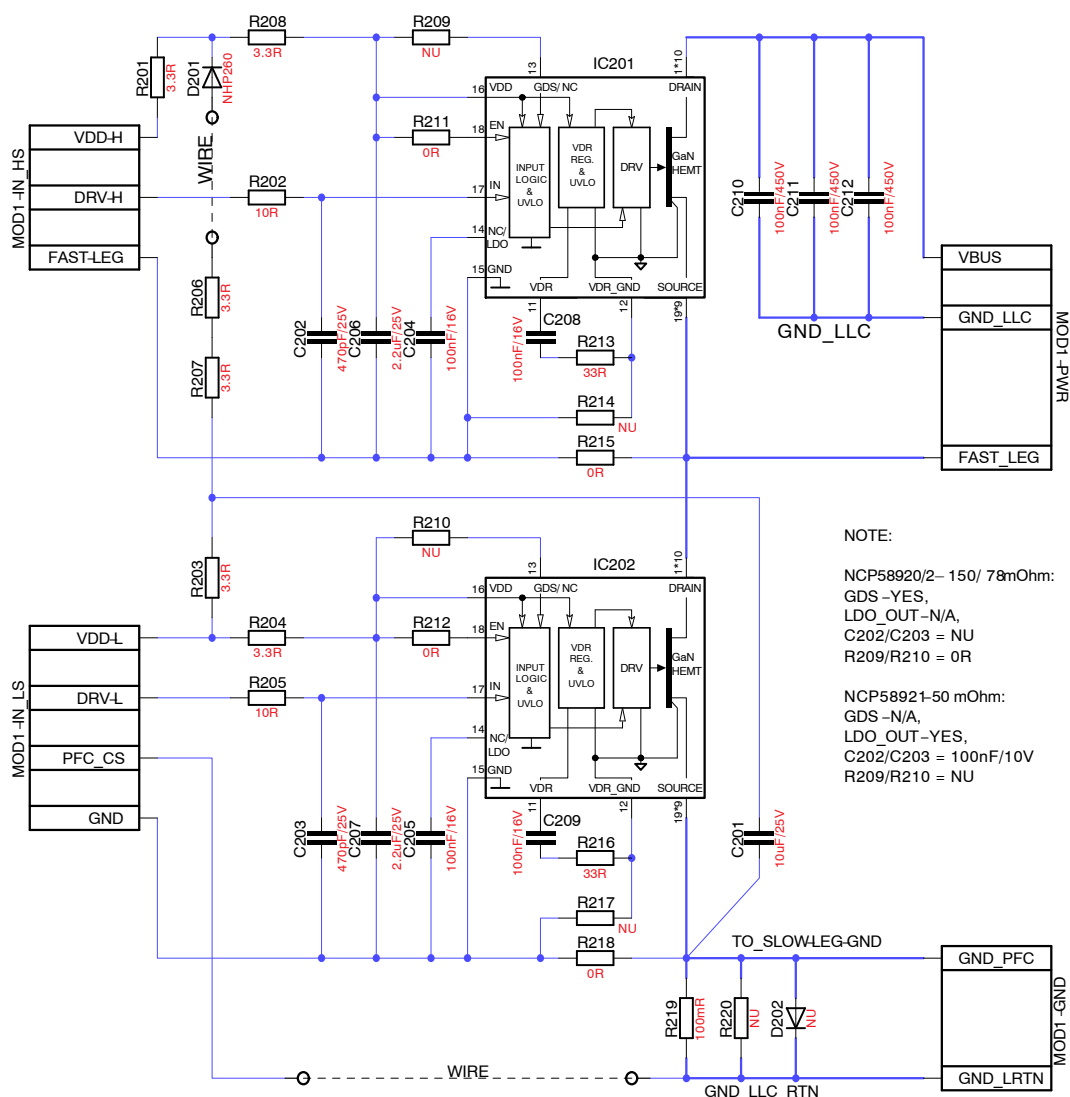 R208
3.3R
R209
NU
R201
3.3R
D201
NHP260
WIRE
MOD1-IN_HS
VDD-H
DRV-H
FAST-LEG
R202
10R
R211
0R
R206
3.3R
R207
3.3R
C202
470pF/25V
C206
2.2uF/25V
C204
100nF/16V
IC201
13
1*10
16
VDD
GDS/NC
DRAIN
18
EN
17
IN
14
NC/
LDO
15
GND
INPUT
LOGIC
&
UVLO
VDR
REG.
&
UVLO
DRV
GaN
HEMT
VDR
VDR_GND
SOURCE
11
12
19*9
C208
100nF/16V
R213
33R
R214
NU
R215
0R
C210
100nF/450V
C211
100nF/450V
C212
100nF/450V
GND_LLC
VBUS
GND_LLC
FAST_LEG
MOD1-PWR
R203
3.3R
MOD1-IN_LS
VDD-L
DRV-L
PFC_CS
GND
R204
3.3R
R205
10R
R210
NU
R212
0R
C203
470pF/25V
C207
2.2uF/25V
C205
100nF/16V
IC202
13
1*10
16
VDD
GDS/NC
DRAIN
18
EN
17
IN
14
NC/
LDO
15
GND
INPUT
LOGIC
&
UVLO
VDR
REG.
&
UVLO
DRV
GaN
HEMT
VDR
VDR_GND
SOURCE
11
12
19*9
C209
100nF/16V
R216
33R
R217
NU
R218
0R
C201
10uF/25V
NOTE:
NCP58920/2–150/ 78mOhm:
GDS-YES,
LDO_OUT-N/A,
C202/C203 = NU
R209/R210 = 0R
NCP58921-50 mOhm:
GDS-N/A,
LDO_OUT-YES,
C202/C203 = 100nF/10V
R209/R210 = NU
TO_SLOW-LEG-GND
R219
100mR
R220
NU
D202
NU
GND_PFC
GND_LRTN
MOD1-GND
WIRE
GND_LLC_RTN